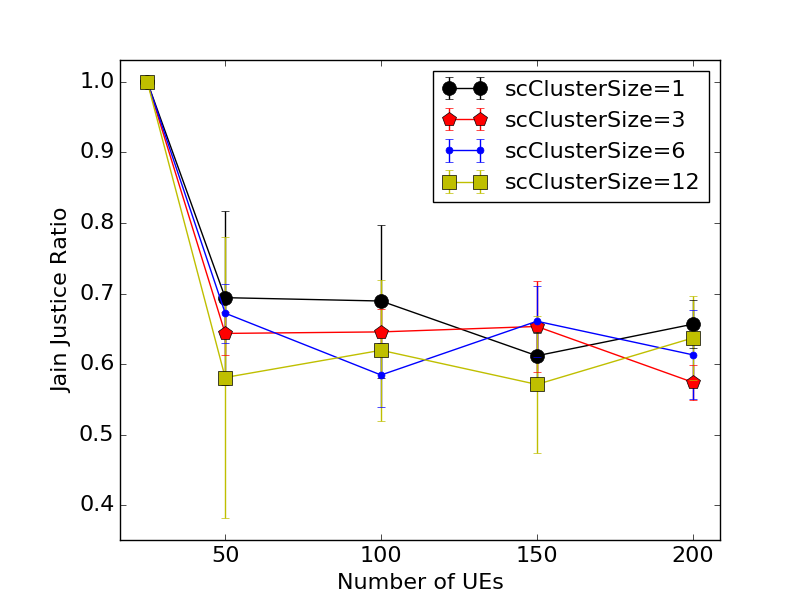 scClusterSize=1
scClusterSize=3
scClusterSize=6
scClusterSize=12
1.0
0.9
0.8
0.7
0.6
0.5
0.4
Jain Justice Ratio
50 100 150 200
Number of UEs